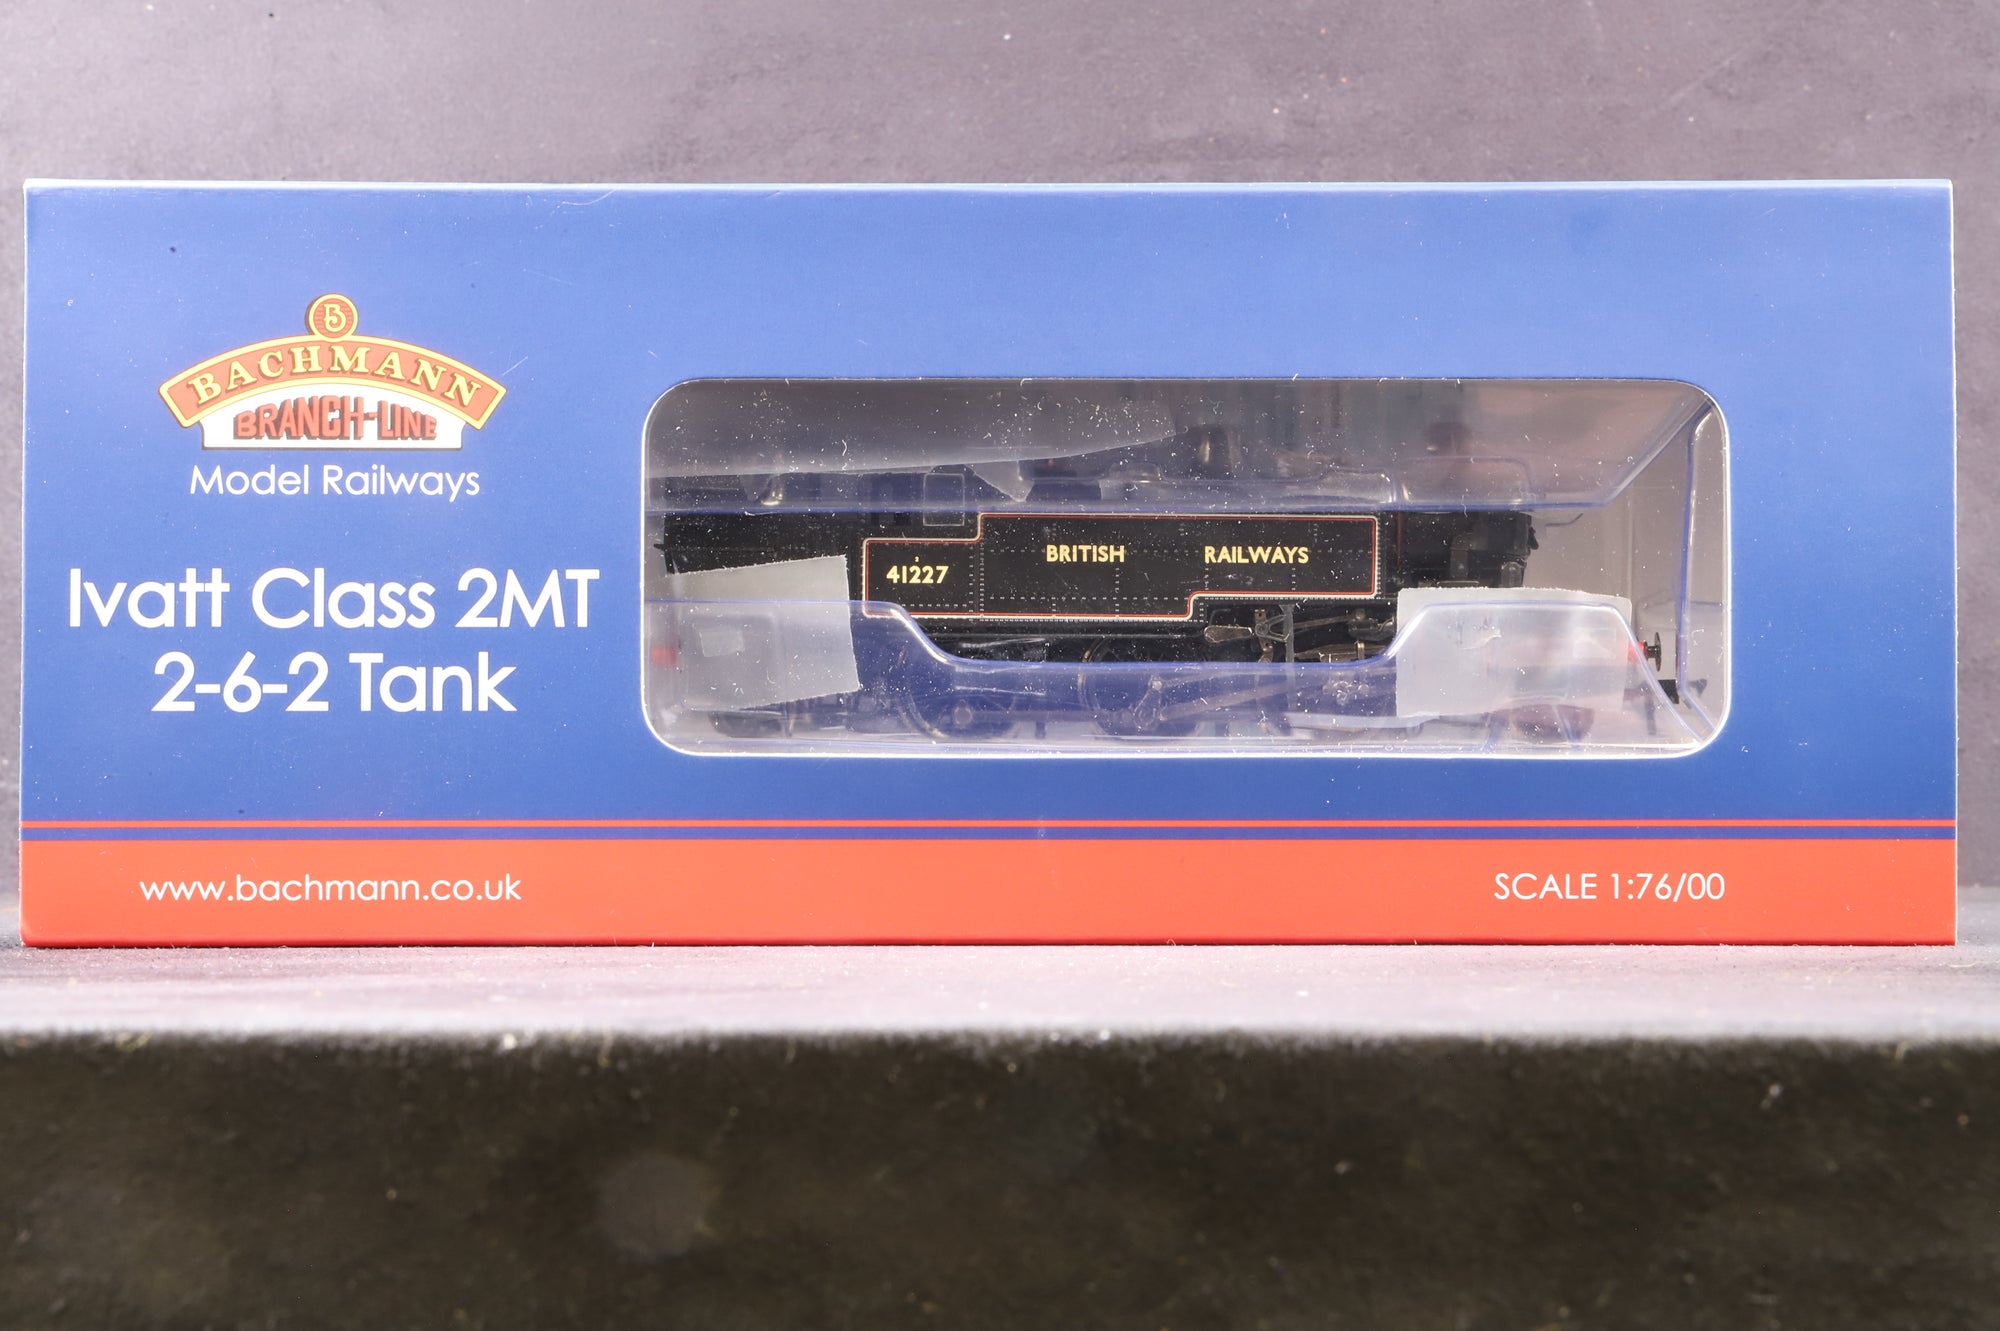 B
BACHMANN
BRANCH-LINE
Model Railways
Ivatt Class 2MT
2-6-2 Tank
2
41227
BRITISH RAILWAYS
www.bachmann.co.uk
SCALE 1:76/00